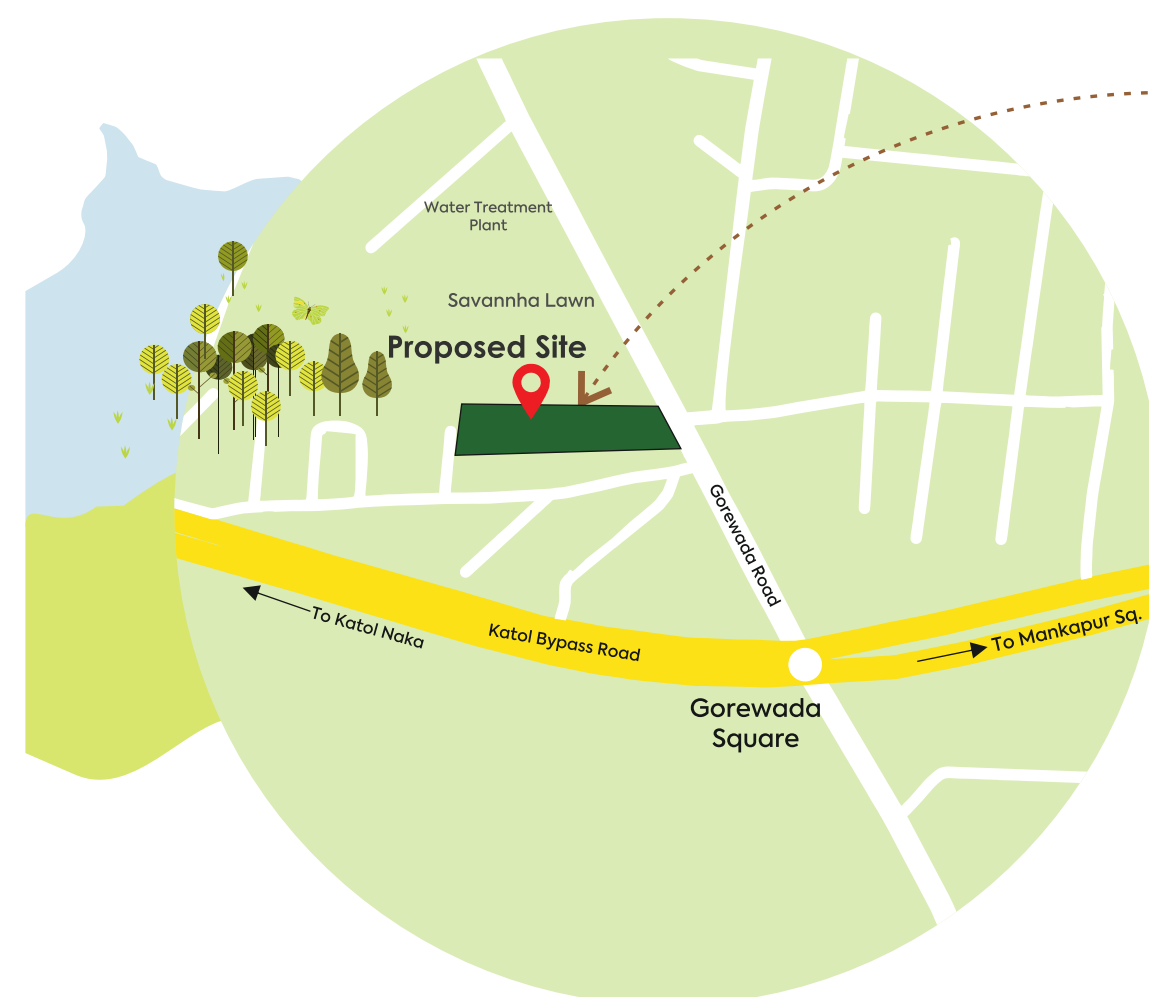 Water Treatment
Plant
Savannha Lawn
Proposed Site
Gorewada Road
To Katol Naka
Katol Bypass Road
To Mankapur Sq.
Gorewada
Square